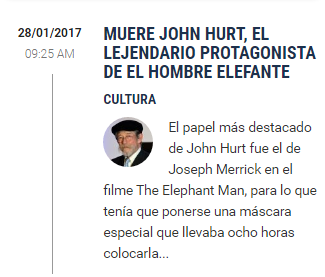 28/01/2017
09:25 AM
MUERE JOHN HURT, EL
LEJENDARIO PROTAGONISTA
DE EL HOMBRE ELEFANTE
CULTURA
El papel más destacado
de John Hurt fue el de
Joseph Merrick en el
filme The Elephant Man, para lo que
tenía que ponerse una máscara
especial que llevaba ocho horas
colocarla...